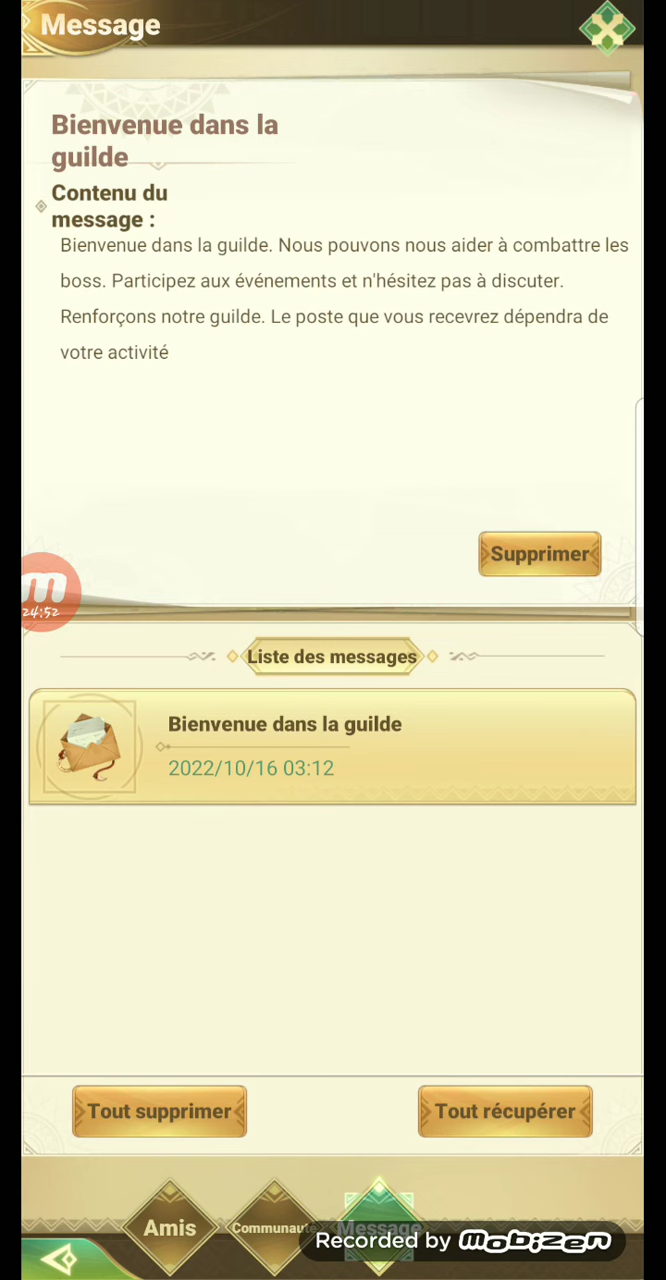 Message
Bienvenue dans la
guilde
Contenu du
message :
Bienvenue dans la guilde. Nous pouvons nous aider à combattre les
boss. Participez aux événements et n'hésitez pas à discuter.
Renforçons notre guilde. Le poste que vous recevrez dépendra de
votre activité
Supprimer
m
24:52
Liste des messages
Bienvenue dans la guilde
2022/10/16 03:12
Tout supprimer
Tout récupérer
Amis
Communauté
Message
Recorded by mobizen